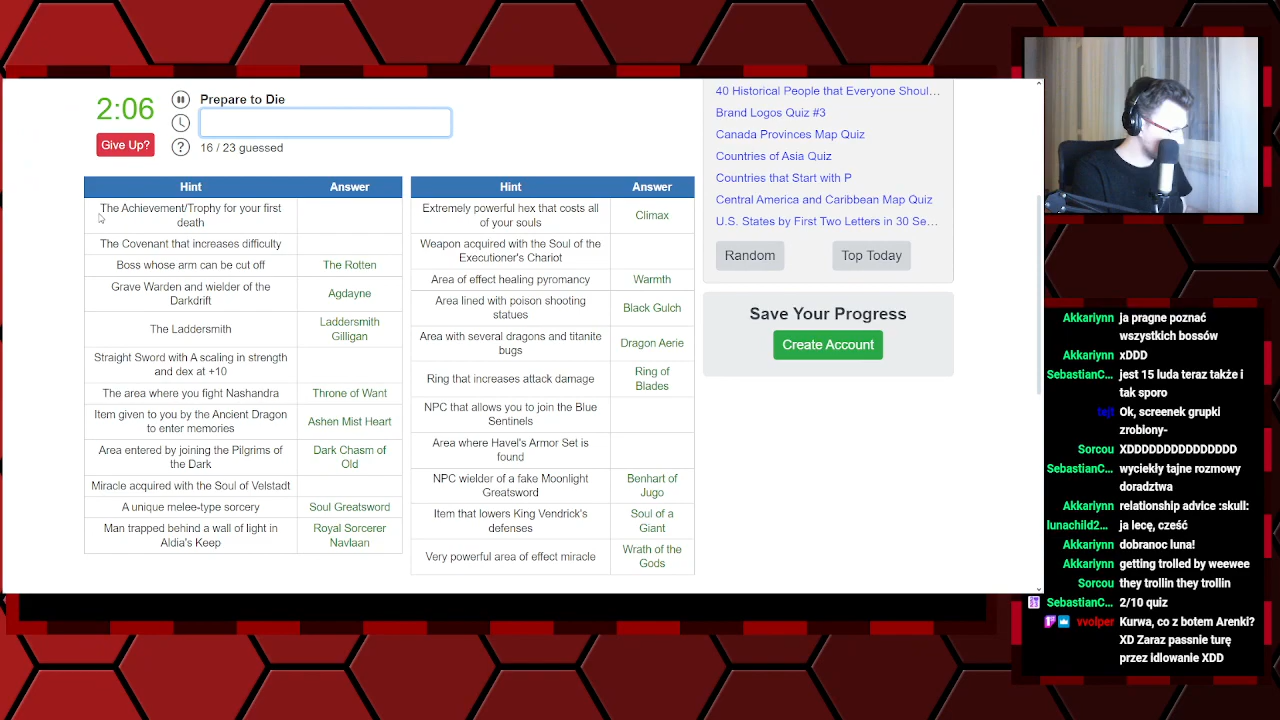 2:06
Prepare to Die
Give Up?
16 / 23 guessed
Hint
Answer
The Achievement/Trophy for your first
death
The Covenant that increases difficulty
Boss whose arm can be cut off
The Rotten
Grave Warden and wielder of the
Darkdrift
Agdayne
The Laddersmith
Laddersmith
Gilligan
Straight Sword with A scaling in strength
and dex at +10
The area where you fight Nashandra
Throne of Want
Item given to you by the Ancient Dragon
to enter memories
Ashen Mist Heart
Area entered by joining the Pilgrims of
the Dark
Dark Chasm of
Old
Miracle acquired with the Soul of Velstadt
A unique melee-type sorcery
Soul Greatsword
Man trapped behind a wall of light in
Aldia's Keep
Royal Sorcerer
Navlaan
Hint
Answer
Extremely powerful hex that costs all
of your souls
Climax
Weapon acquired with the Soul of the
Executioner's Chariot
Area of effect healing pyromancy
Warmth
Area lined with poison shooting
statues
Black Gulch
Area with several dragons and titanite
bugs
Dragon Aerie
Ring that increases attack damage
Ring of
Blades
NPC that allows you to join the Blue
Sentinels
Area where Havel's Armor Set is
found
NPC wielder of a fake Moonlight
Greatsword
Benhart of
Jugo
Item that lowers King Vendrick's
defenses
Soul of a
Giant
Very powerful area of effect miracle
Wrath of the
Gods
40 Historical People that Everyone Shoul...
Brand Logos Quiz #3
Canada Provinces Map Quiz
Countries of Asia Quiz
Countries that Start with P
Central America and Caribbean Map Quiz
U.S. States by First Two Letters in 30 Se...
Random
Top Today
Save Your Progress
Create Account
Akkariynn ja pragne poznać
wszystkich bossów
Akkariynn xDDD
SebastianC... jest 15 luda teraz także i
tak sporo
tejt Ok, screenek grupki
zrobiony-
Sorcou XDDDDDDDDDDDDDDD
SebastianC... wyciekły tajne rozmowy
doradztwa
Akkariynn relationship advice :skull:
lunachild2... ja lecę, cześć
Akkariynn dobranoc luna!
Akkariynn getting trolled by weewee
Sorcou they trollin they trollin
SebastianC... 2/10 quiz
vvolper Kurwa, co z botem Arenki?
XD Zaraz passnie turę
przez idlowanie XDD